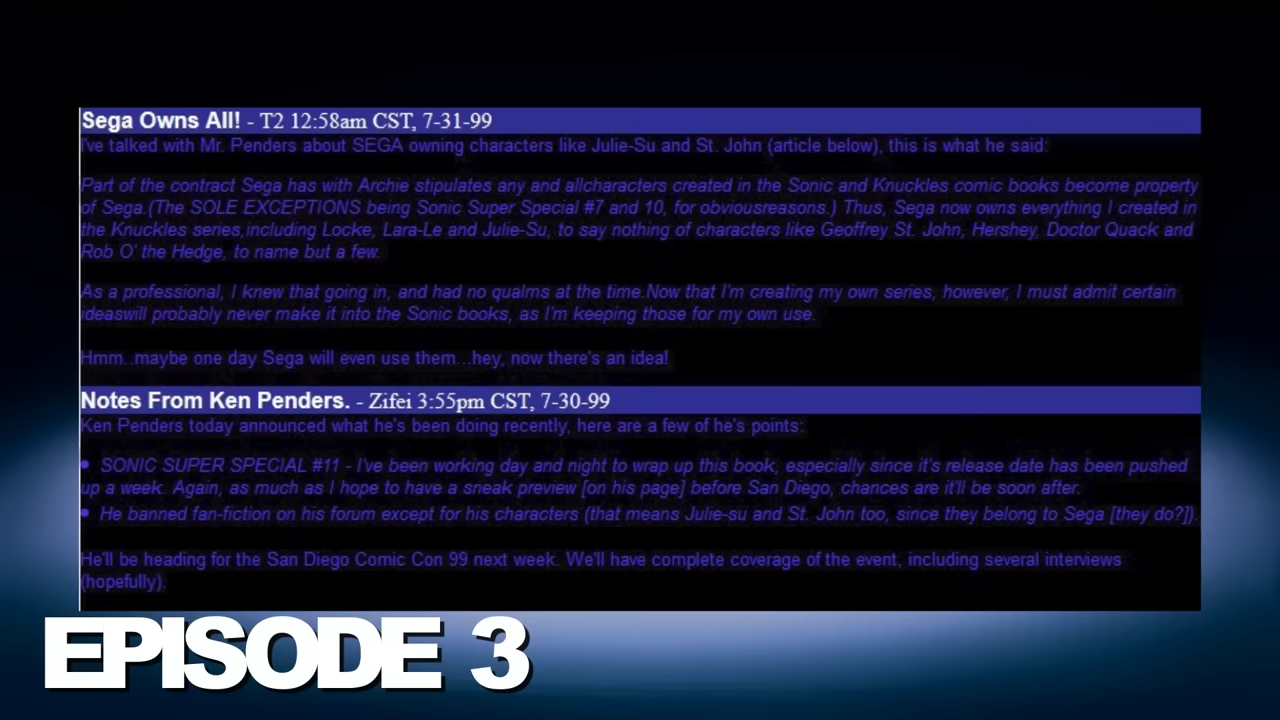 Sega Owns All! - T2 12:58am CST, 7-31-99
I've talked with Mr. Penders about SEGA owning characters like Julie-Su and St. John (article below), this is what he said:
Part of the contract Sega has with Archie stipulates any and allcharacters created in the Sonic and Knuckles comic books become property
of Sega.(The SOLE EXCEPTIONS being Sonic Super Special #7 and 10, for obviousreasons.) Thus, Sega now owns everything I created in
the Knuckles series,including Locke, Lara-Le and Julie-Su, to say nothing of characters like Geoffrey St. John, Hershey, Doctor Quack and
Rob O' the Hedge, to name but a few.
As a professional, I knew that going in, and had no qualms at the time.Now that I'm creating my own series, however, I must admit certain
ideaswill probably never make it into the Sonic books, as I'm keeping those for my own use.
Hmm..maybe one day Sega will even use them...hey, now there's an idea!
Notes From Ken Penders. - Zifei 3:55pm CST, 7-30-99
Ken Penders today announced what he's been doing recently, here are a few of he's points:
• SONIC SUPER SPECIAL #11 - I've been working day and night to wrap up this book, especially since it's release date has been pushed
up a week. Again, as much as I hope to have a sneak preview [on his page] before San Diego, chances are it'll be soon after.
• He banned fan-fiction on his forum except for his characters (that means Julie-su and St. John too, since they belong to Sega [they do?]).
He'll be heading for the San Diego Comic Con 99 next week. We'll have complete coverage of the event, including several interviews
(hopefully).
EPISODE 3